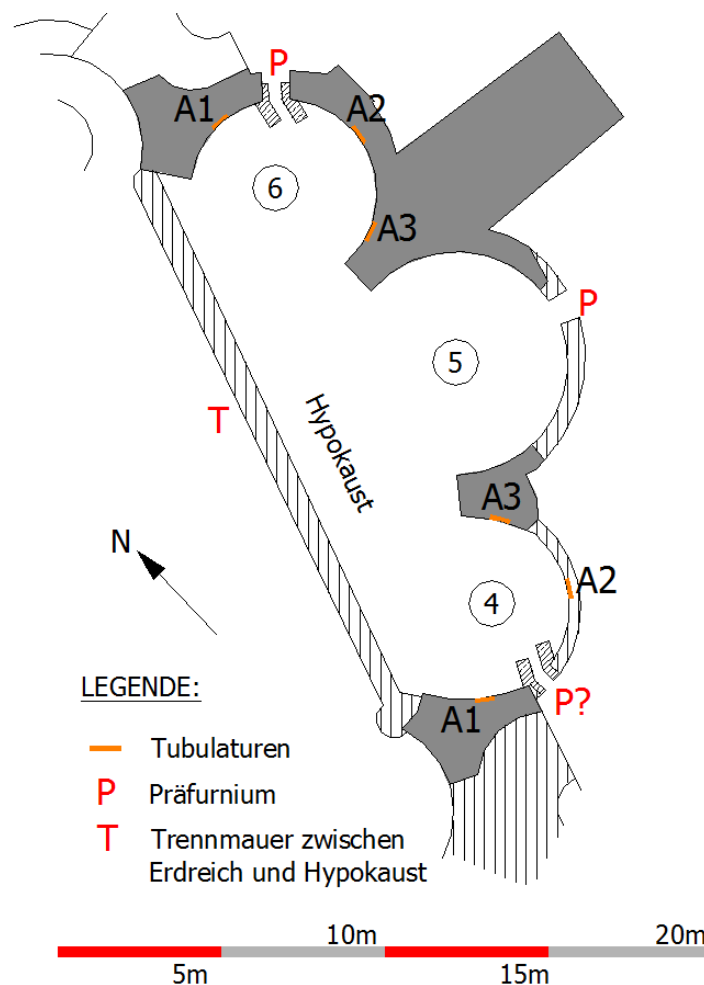 P
A1
A2
6
A3
P
5
T
Hypokaust
A3
N
A2
4
LEGENDE:
P?
A1
Tubulaturen
P Präfurnium
T Trennmauer zwischen
Erdreich und Hypokaust
10m 20m
5m 15m